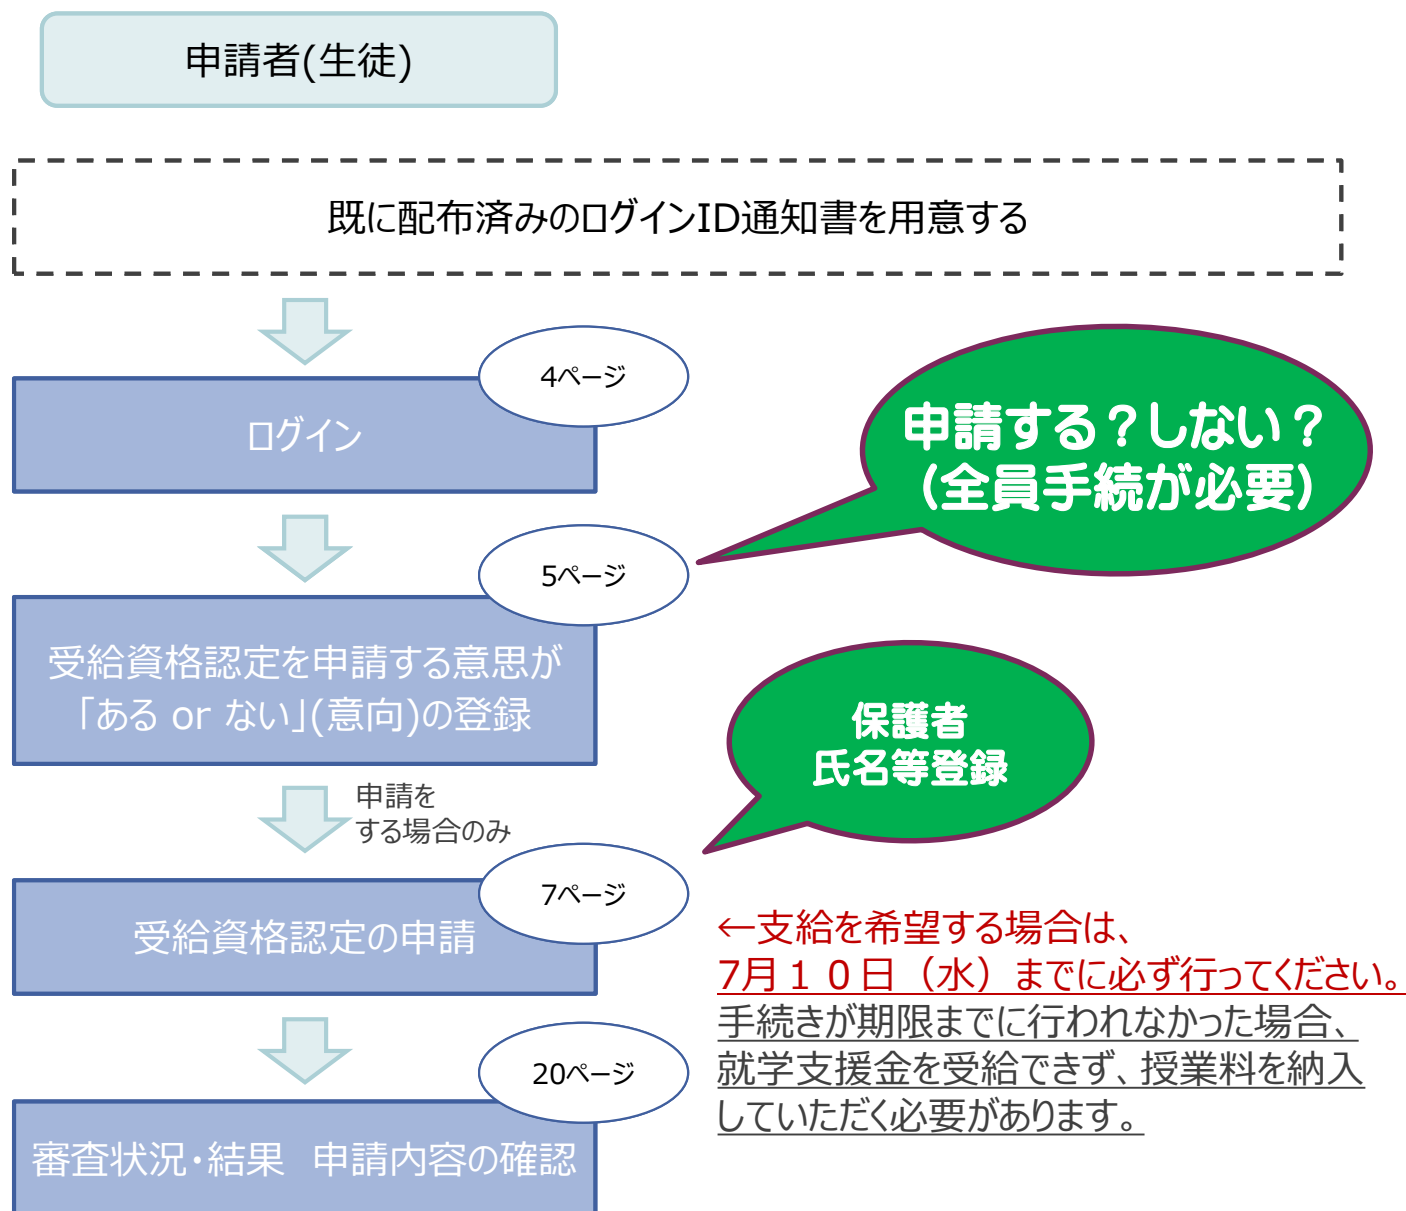 申請者(生徒)
既に配布済みのログインID通知書を用意する
4ページ
ログイン
申請する？しない？
(全員手続が必要)
5ページ
受給資格認定を申請する意思が
「ある or ない」(意向)の登録
保護者
氏名等登録
申請を
する場合のみ
7ページ
受給資格認定の申請
←支給を希望する場合は、
7月１０日（水）までに必ず行ってください。
手続きが期限までに行われなかった場合、
就学支援金を受給できず、授業料を納入
していただく必要があります。
20ページ
審査状況・結果　申請内容の確認